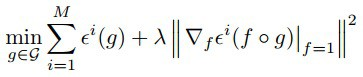 $$\min_{g \in \mathcal{G}} \sum_{i=1}^{M} \epsilon^i(g) + \lambda \left\| \nabla_f \epsilon^i(f \circ g) \big|_{f=1} \right\|^2$$